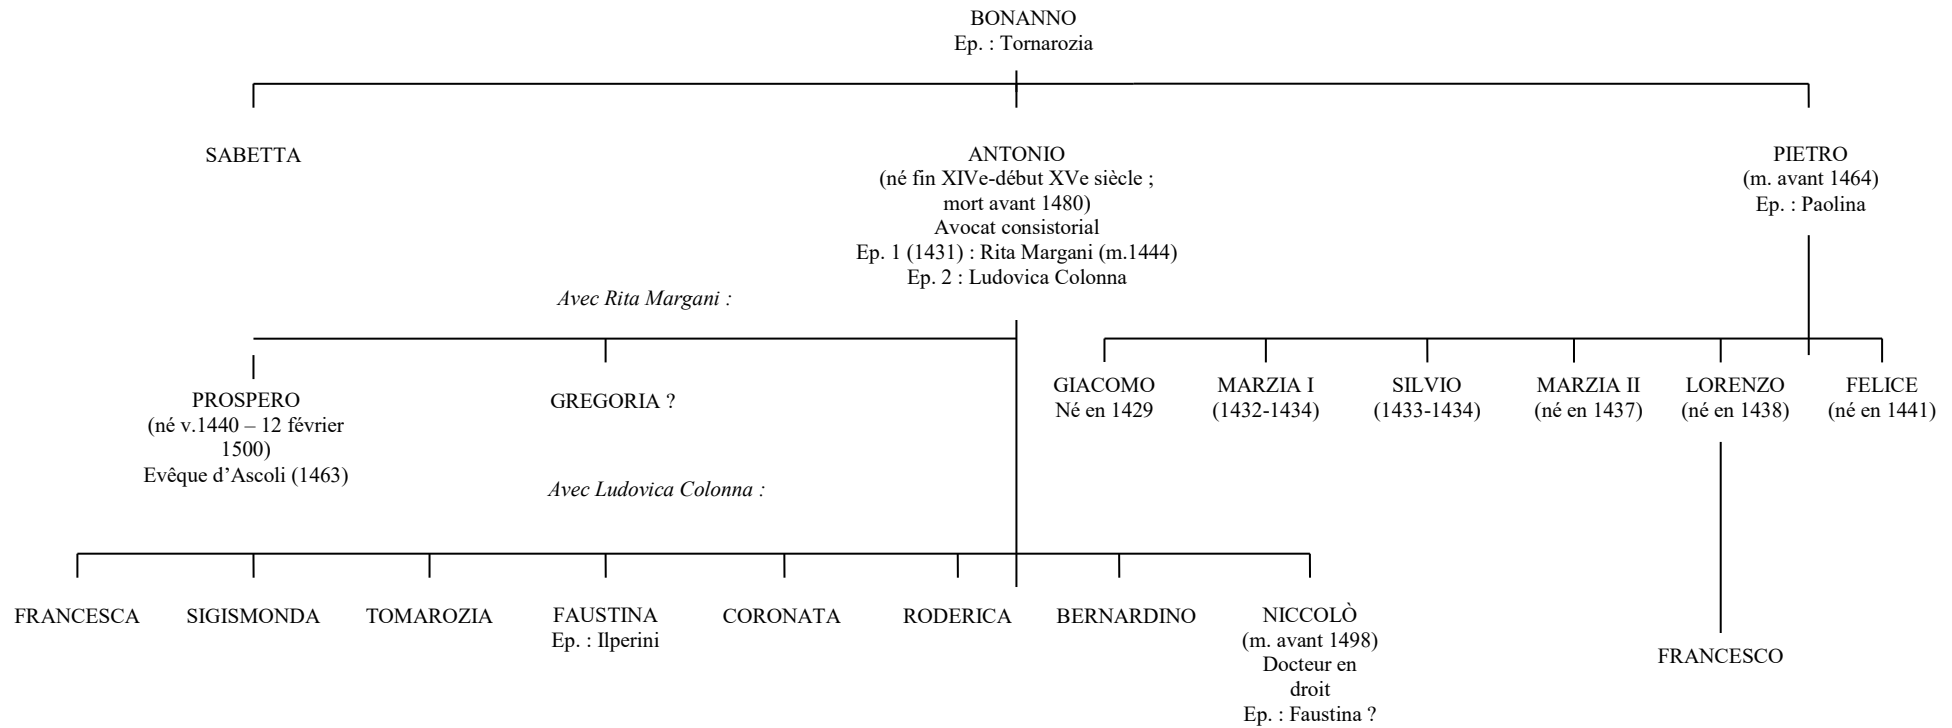 BONANNO
Ep. : Tornarozia
SABETTA
ANTONIO
(né fin XIVe-début XVe siècle ;
mort avant 1480)
Avocat consistorial
Ep. 1 (1431) : Rita Margani (m.1444)
Ep. 2 : Ludovica Colonna
PIETRO
(m. avant 1464)
Ep. : Paolina
Avec Rita Margani :
PROSPERO
(né v.1440 – 12 février
1500)
Evêque d’Ascoli (1463)
GREGORIA ?
GIACOMO
Né en 1429
MARZIA I
(1432-1434)
SILVIO
(1433-1434)
MARZIA II
(né en 1437)
LORENZO
(né en 1438)
FELICE
(né en 1441)
Avec Ludovica Colonna :
FRANCESCA
SIGISMONDA
TOMAROZIA
FAUSTINA
Ep. : Ilperini
CORONATA
RODERICA
BERNARDINO
NICCOLÒ
(m. avant 1498)
Docteur en
droit
Ep. : Faustina ?
FRANCESCO